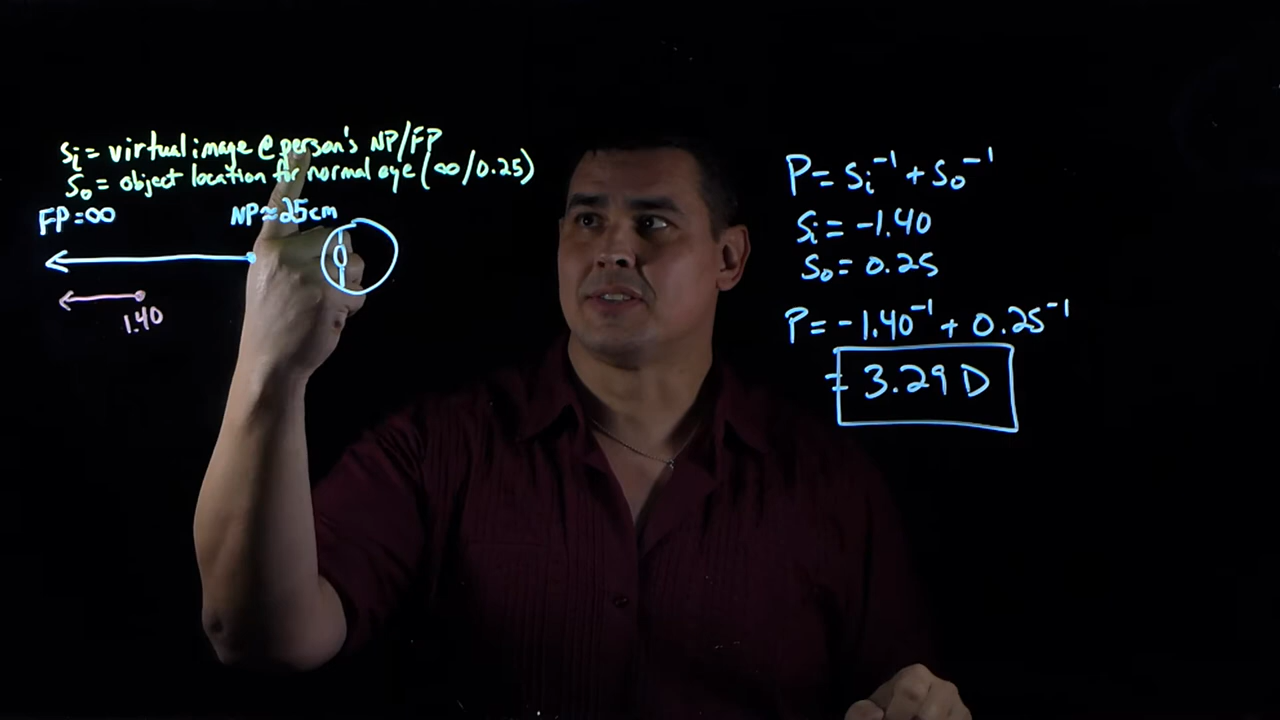 Si = virtual image @ person's NP/FP
So = object location for normal eye (∞/0.25)
FP=∞
NP≈25cm
1.40
P = Si⁻¹ + So⁻¹
Si = -1.40
So = 0.25
P = -1.40⁻¹ + 0.25⁻¹
= 3.29 D